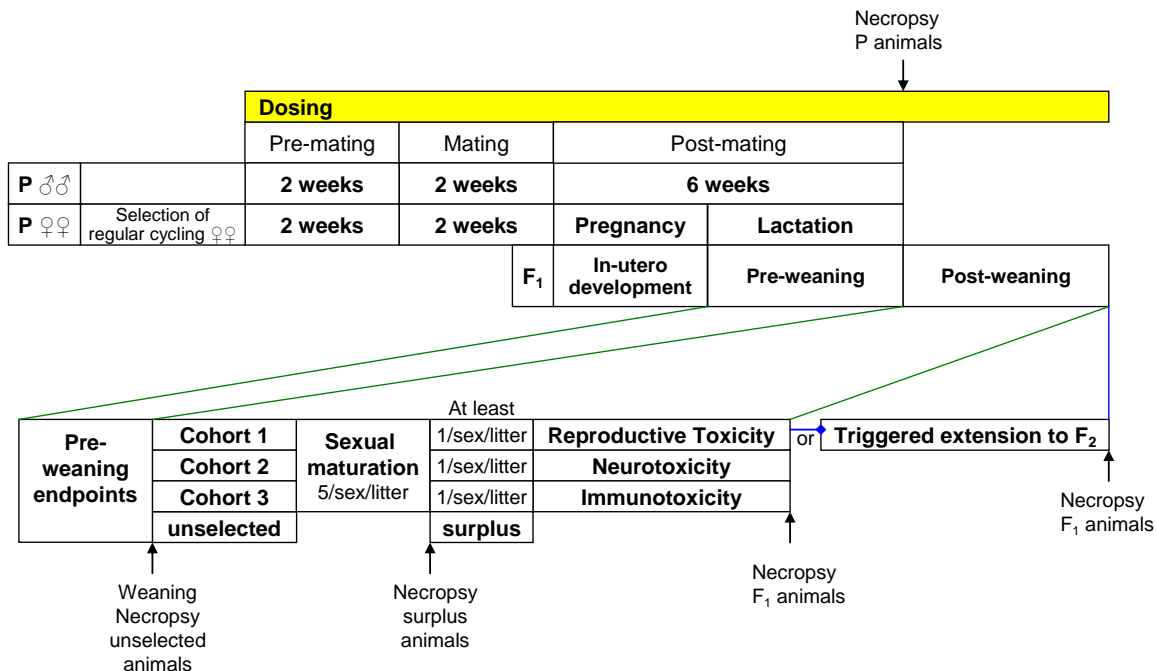 Necropsy
P animals
Dosing
Pre-mating Mating Post-mating
P ♂♂ 2 weeks 2 weeks 6 weeks
P ♀♀ Selection of
regular cycling ♀♀ 2 weeks 2 weeks Pregnancy Lactation
F₁ In-utero
development Pre-weaning Post-weaning
At least
Pre-
weaning
endpoints
Cohort 1
Cohort 2
Cohort 3
unselected
Sexual
maturation
5/sex/litter
1/sex/litter
1/sex/litter
1/sex/litter
surplus
Reproductive Toxicity
Neurotoxicity
Immunotoxicity
or
Triggered extension to F₂
Weaning
Necropsy
unselected
animals
Necropsy
surplus
animals
Necropsy
F₁ animals
Necropsy
F₁ animals